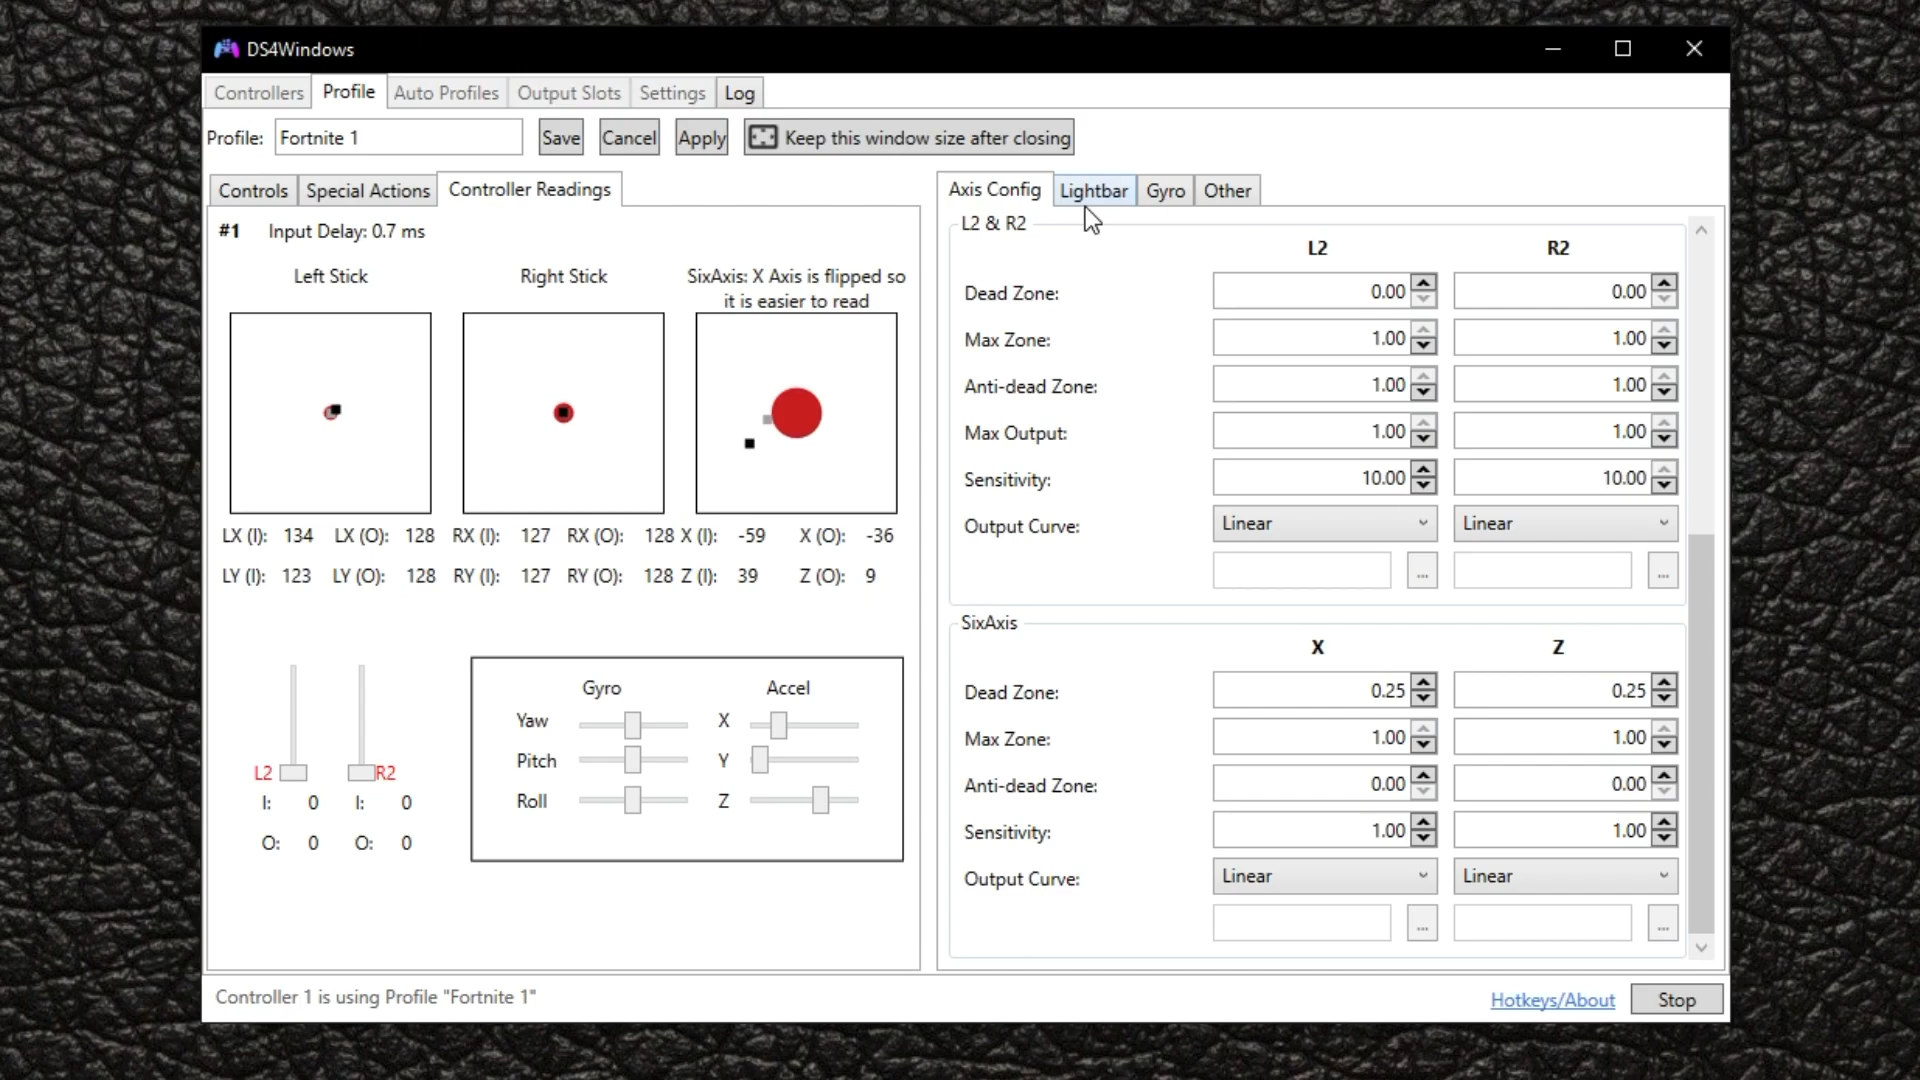 DS4Windows
Controllers Profile Auto Profiles Output Slots Settings Log
Profile: Fortnite 1 Save Cancel Apply Keep this window size after closing
Controls Special Actions Controller Readings
#1 Input Delay: 0.7 ms
Left Stick Right Stick SixAxis: X Axis is flipped so
it is easier to read
LX (I): 134 LX (O): 128 RX (I): 127 RX (O): 128 X (I): -59 X (O): -36
LY (I): 123 LY (O): 128 RY (I): 127 RY (O): 128 Z (I): 39 Z (O): 9
L2 R2
I: 0 I: 0
O: 0 O: 0
Gyro Accel
Yaw X
Pitch Y
Roll Z
Axis Config Lightbar Gyro Other
L2 & R2
L2 R2
Dead Zone: 0.00 0.00
Max Zone: 1.00 1.00
Anti-dead Zone: 1.00 1.00
Max Output: 1.00 1.00
Sensitivity: 10.00 10.00
Output Curve: Linear Linear
... ...
SixAxis
X Z
Dead Zone: 0.25 0.25
Max Zone: 1.00 1.00
Anti-dead Zone: 0.00 0.00
Sensitivity: 1.00 1.00
Output Curve: Linear Linear
... ...
Controller 1 is using Profile "Fortnite 1" Hotkeys/About Stop